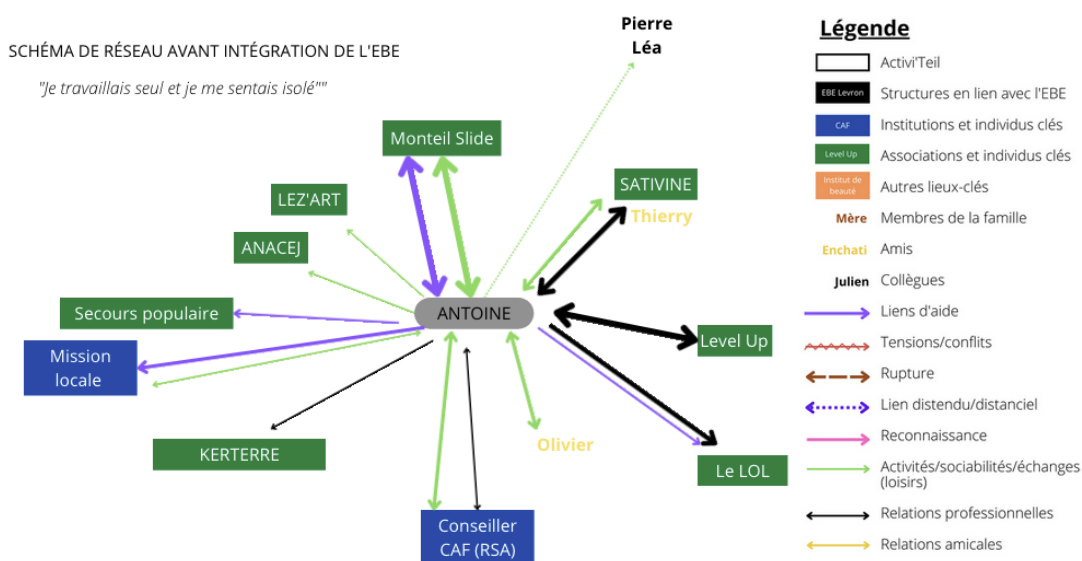 SCHÉMA DE RÉSEAU AVANT INTÉGRATION DE L'EBE
"Je travaillais seul et je me sentais isolé""
Pierre
Léa
Monteil Slide
LEZ'ART
ANACEJ
SATIVINE
Thierry
Secours populaire
ANTOINE
Mission
locale
Level Up
KERTERRE
Olivier
Le LOL
Conseiller
CAF (RSA)
Légende
Activi'Teil
EBE Levron
Structures en lien avec l'EBE
CAF
Institutions et individus clés
Level Up
Associations et individus clés
Institut de
beauté
Autres lieux-clés
Mère
Membres de la famille
Enchati
Amis
Julien
Collègues
Liens d'aide
Tensions/conflits
Rupture
Lien distendu/distanciel
Reconnaissance
Activités/sociabilités/échanges
(loisirs)
Relations professionnelles
Relations amicales